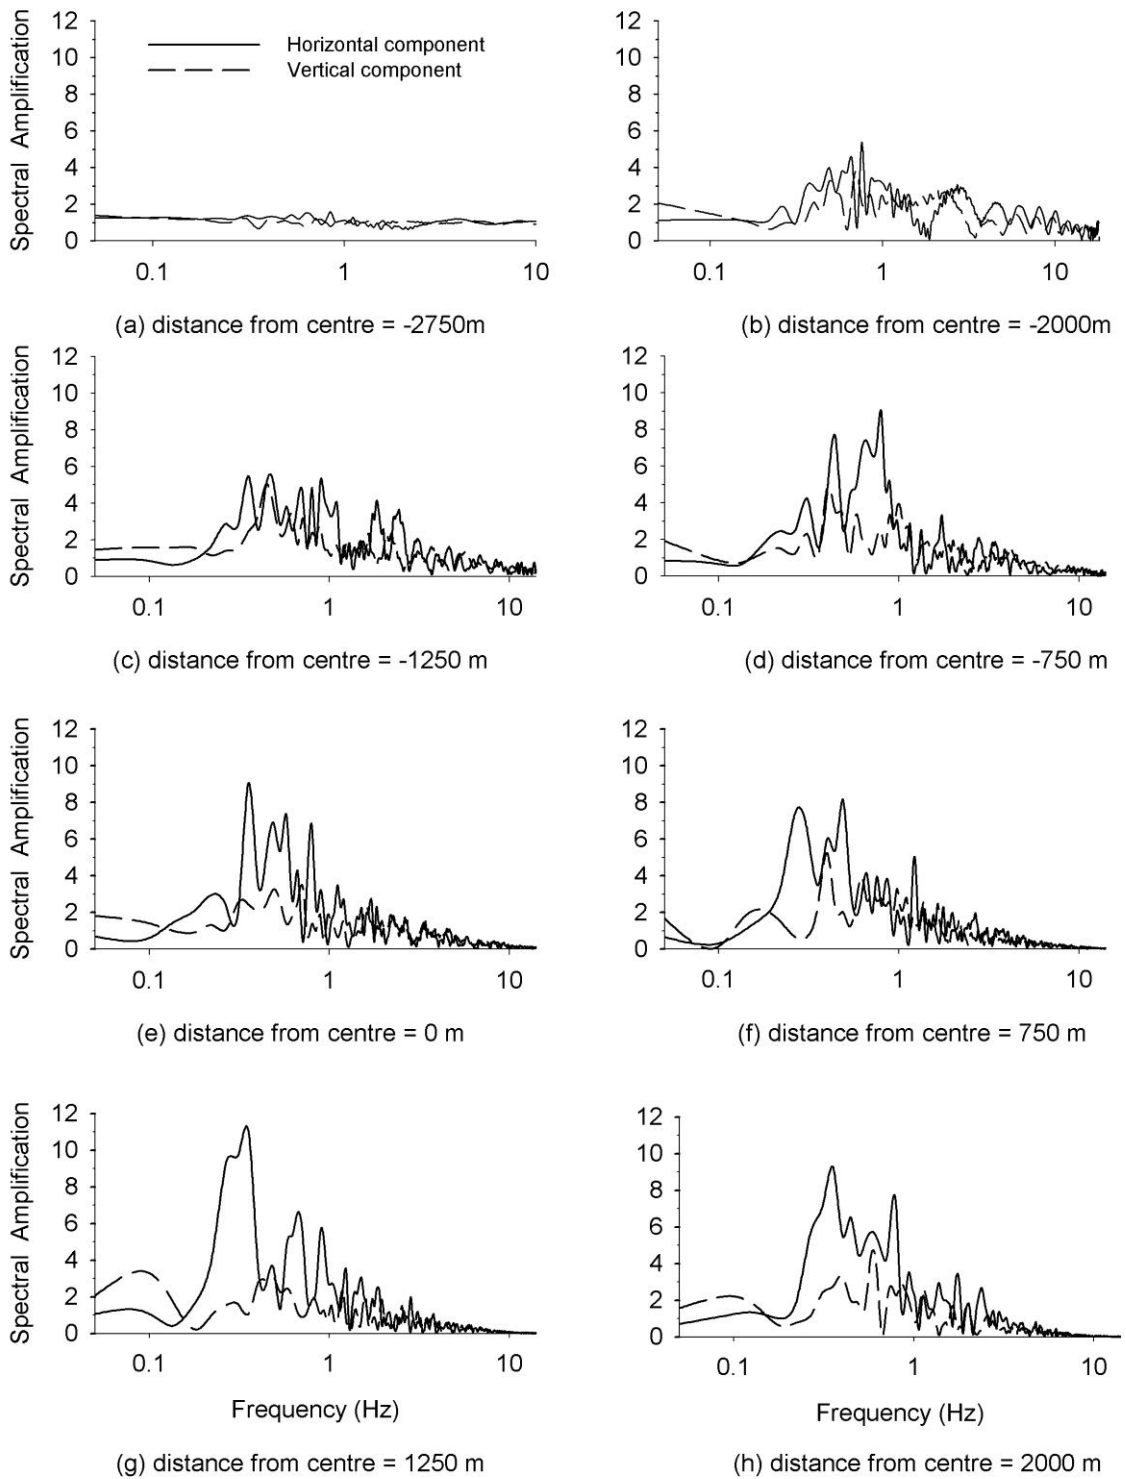 Spectral Amplification
12
10
8
6
4
2
0
Horizontal component
Vertical component
0.1 1 10
(a) distance from centre = -2750m
12
10
8
6
4
2
0
0.1 1 10
(b) distance from centre = -2000m
Spectral Amplification
12
10
8
6
4
2
0
0.1 1 10
(c) distance from centre = -1250 m
12
10
8
6
4
2
0
0.1 1 10
(d) distance from centre = -750 m
Spectral Amplification
12
10
8
6
4
2
0
0.1 1 10
(e) distance from centre = 0 m
12
10
8
6
4
2
0
0.1 1 10
(f) distance from centre = 750 m
Spectral Amplification
12
10
8
6
4
2
0
0.1 1 10
Frequency (Hz)
(g) distance from centre = 1250 m
12
10
8
6
4
2
0
0.1 1 10
Frequency (Hz)
(h) distance from centre = 2000 m